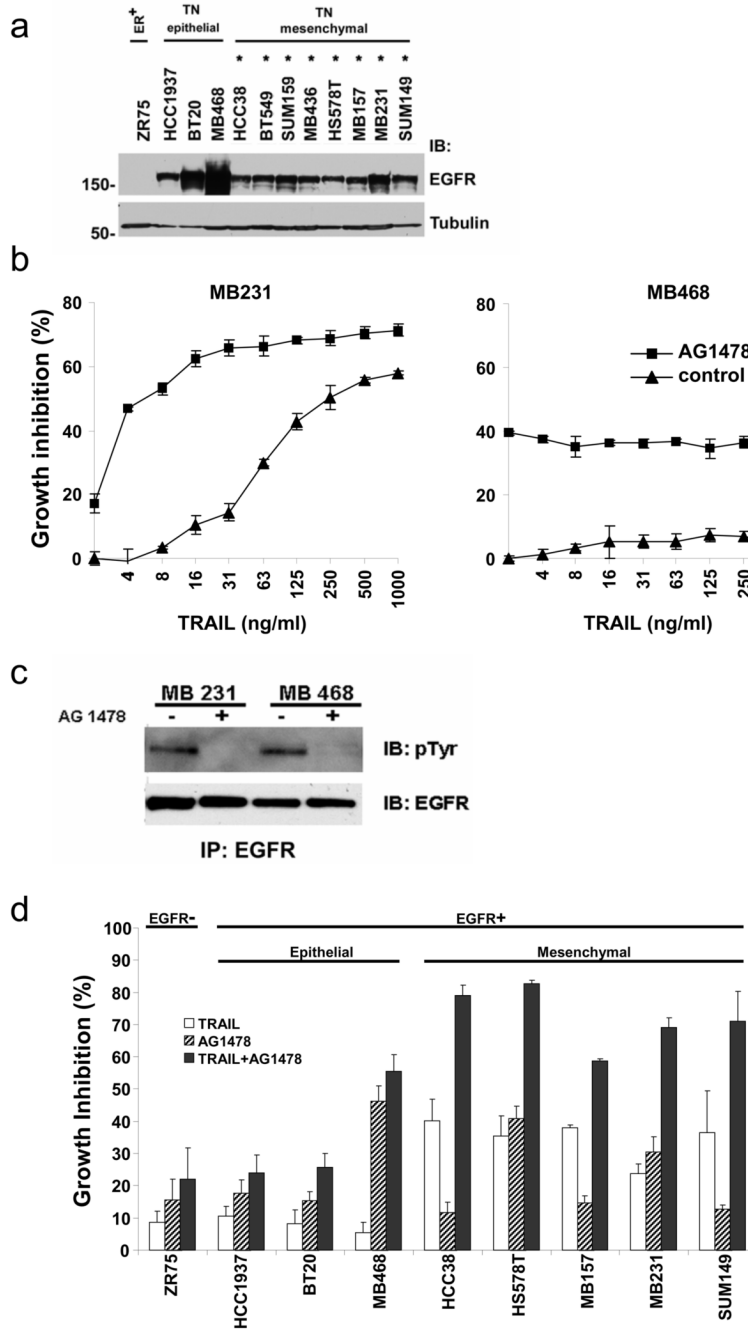 a
ER+
TN
epithelial
TN
mesenchymal
* * * * * * * *
ZR75
HCC1937
BT20
MB468
HCC38
BT549
SUM159
MB436
HS578T
MB157
MB231
SUM149
IB:
150-
EGFR
50-
Tubulin
b
MB231
Growth inhibition (%)
80
60
40
20
0
4 8 16 31 63 125 250 500 1000
TRAIL (ng/ml)
MB468
80
60
40
20
0
AG1478
control
4 8 16 31 63 125 250
TRAIL (ng/ml)
c
MB 231 MB 468
AG 1478 - + - +
IB: pTyr
IB: EGFR
IP: EGFR
d
EGFR- EGFR+
Epithelial Mesenchymal
Growth Inhibition (%)
100
90
80
70
60
50
40
30
20
10
0
TRAIL
AG1478
TRAIL+AG1478
ZR75
HCC1937
BT20
MB468
HCC38
HS578T
MB157
MB231
SUM149